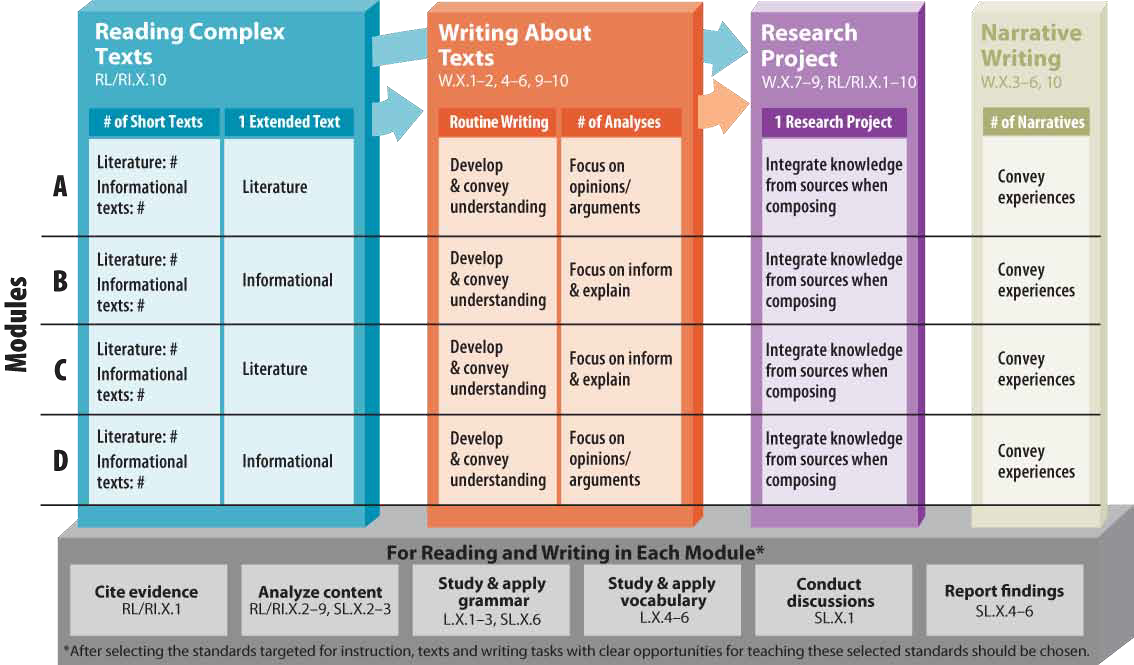 Reading Complex
Texts
RL/RI.X.10
Writing About
Texts
W.X.1–2, 4–6, 9–10
Research
Project
W.X.7–9, RL/RI.X.1–10
Narrative
Writing
W.X.3–6, 10
# of Short Texts
1 Extended Text
Routine Writing
# of Analyses
1 Research Project
# of Narratives
Modules
A
Literature: #
Informational
texts: #
Literature
Develop
& convey
understanding
Focus on
opinions/
arguments
Integrate knowledge
from sources when
composing
Convey
experiences
B
Literature: #
Informational
texts: #
Informational
Develop
& convey
understanding
Focus on inform
& explain
Integrate knowledge
from sources when
composing
Convey
experiences
C
Literature: #
Informational
texts: #
Literature
Develop
& convey
understanding
Focus on inform
& explain
Integrate knowledge
from sources when
composing
Convey
experiences
D
Literature: #
Informational
texts: #
Informational
Develop
& convey
understanding
Focus on
opinions/
arguments
Integrate knowledge
from sources when
composing
Convey
experiences
For Reading and Writing in Each Module*
Cite evidence
RL/RI.X.1
Analyze content
RL/RI.X.2–9, SL.X.2–3
Study & apply
grammar
L.X.1–3, SL.X.6
Study & apply
vocabulary
L.X.4–6
Conduct
discussions
SL.X.1
Report findings
SL.X.4–6
*After selecting the standards targeted for instruction, texts and writing tasks with clear opportunities for teaching these selected standards should be chosen.